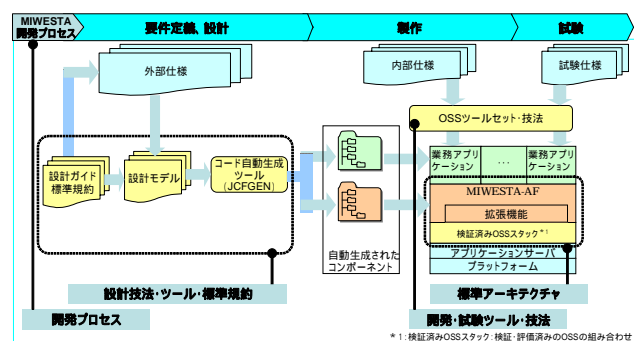 MIWESTA
開発プロセス
要件定義、設計
製作
試験
外部仕様
内部仕様
試験仕様
OSSツールセット・技法
設計ガイド
標準規約
設計モデル
コード自動生成
ツール
(JCFGEN)
業務アプリ
ケーション
...
業務アプリ
ケーション
MIWESTA-AF
拡張機能
検証済みOSSスタック*1
アプリケーションサーバ
プラットフォーム
自動生成された
コンポーネント
設計技法・ツール・標準規約
標準アーキテクチャ
開発プロセス
開発・試験ツール・技法
*1:検証済みOSSスタック:検証・評価済みのOSSの組み合わせ